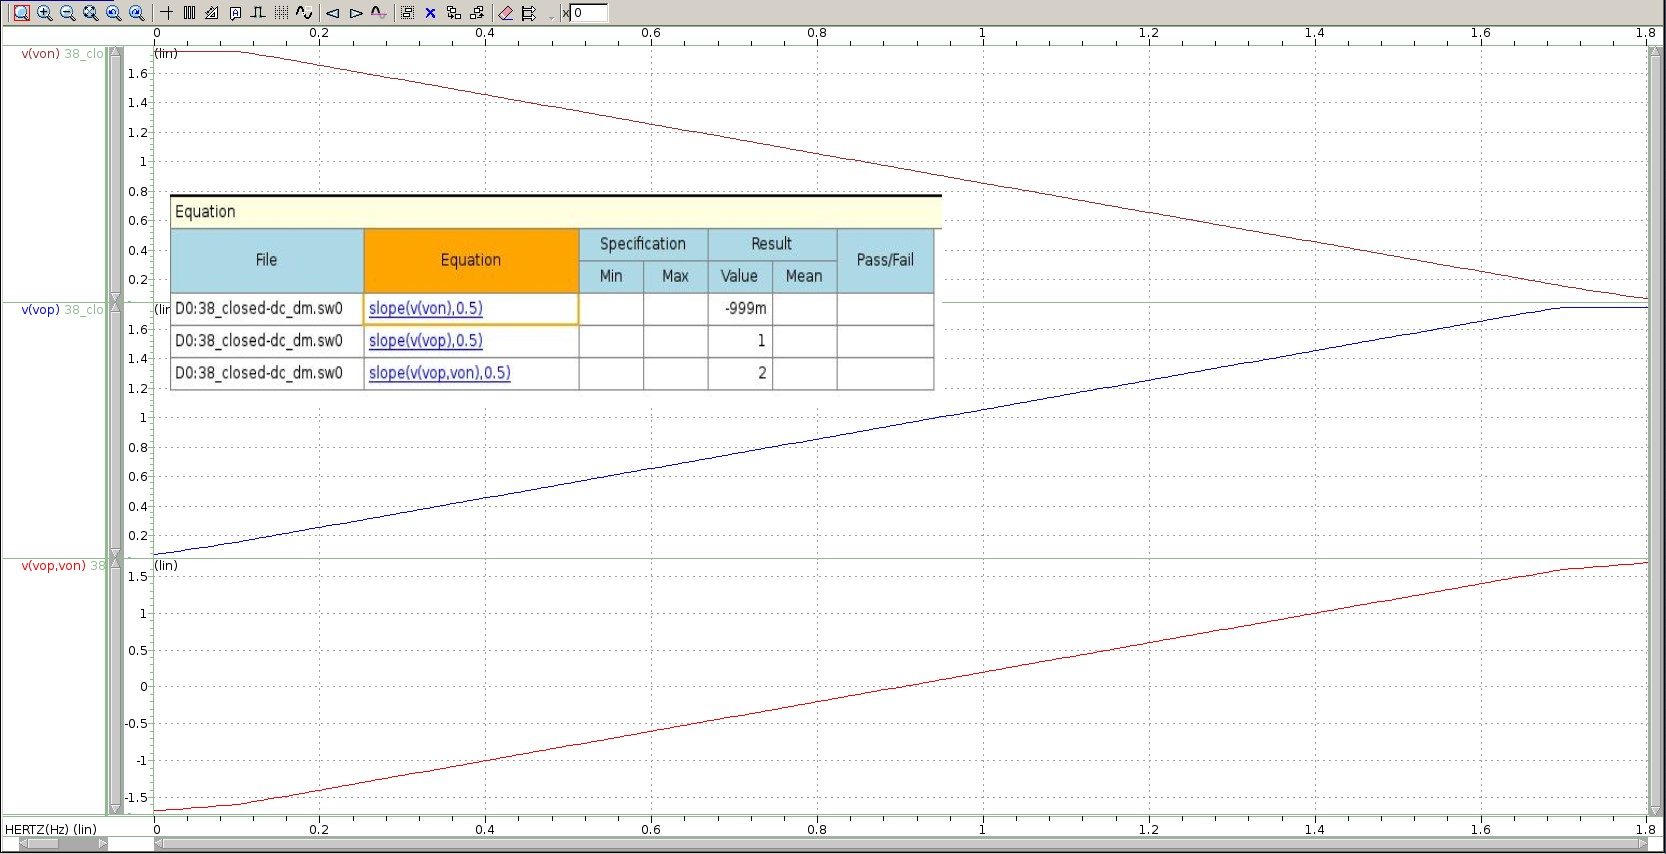 x 0
0 0.2 0.4 0.6 0.8 1 1.2 1.4 1.6 1.8
v(von) 38_clo
(lin)
1.6
1.4
1.2
1
0.8
0.6
0.4
0.2
Equation
File Equation Specification Result Pass/Fail
Min Max Value Mean
D0:38_closed-dc_dm.sw0 slope(v(von),0.5) -999m
D0:38_closed-dc_dm.sw0 slope(v(vop),0.5) 1
D0:38_closed-dc_dm.sw0 slope(v(vop,von),0.5) 2
v(vop) 38_clo
(lin
1.6
1.4
1.2
1
0.8
0.6
0.4
0.2
v(vop,von) 38
(lin)
1.5
1
0.5
0
-0.5
-1
-1.5
HERTZ(Hz) (lin)
0 0.2 0.4 0.6 0.8 1 1.2 1.4 1.6 1.8